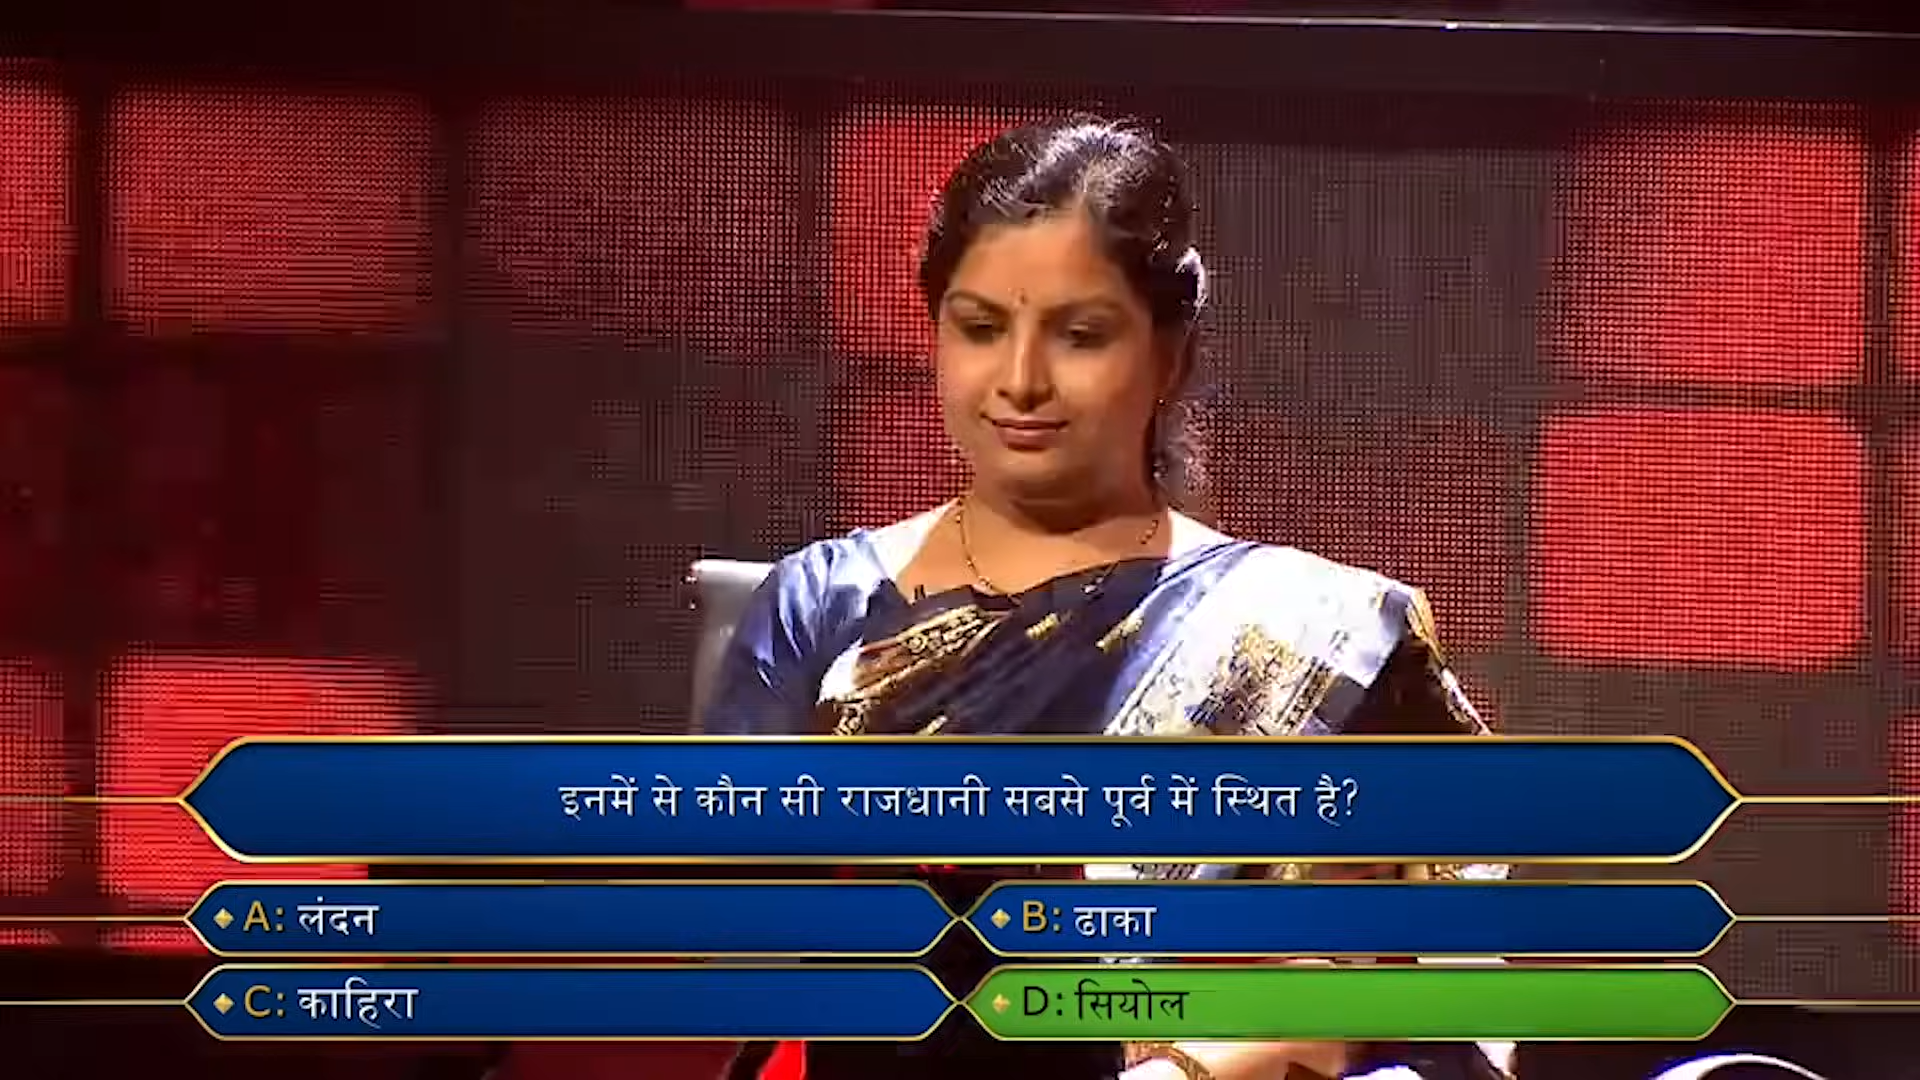 इनमें से कौन सी राजधानी सबसे पूर्व में स्थित है?
A: लंदन
B: ढाका
C: काहिरा
D: सियोल